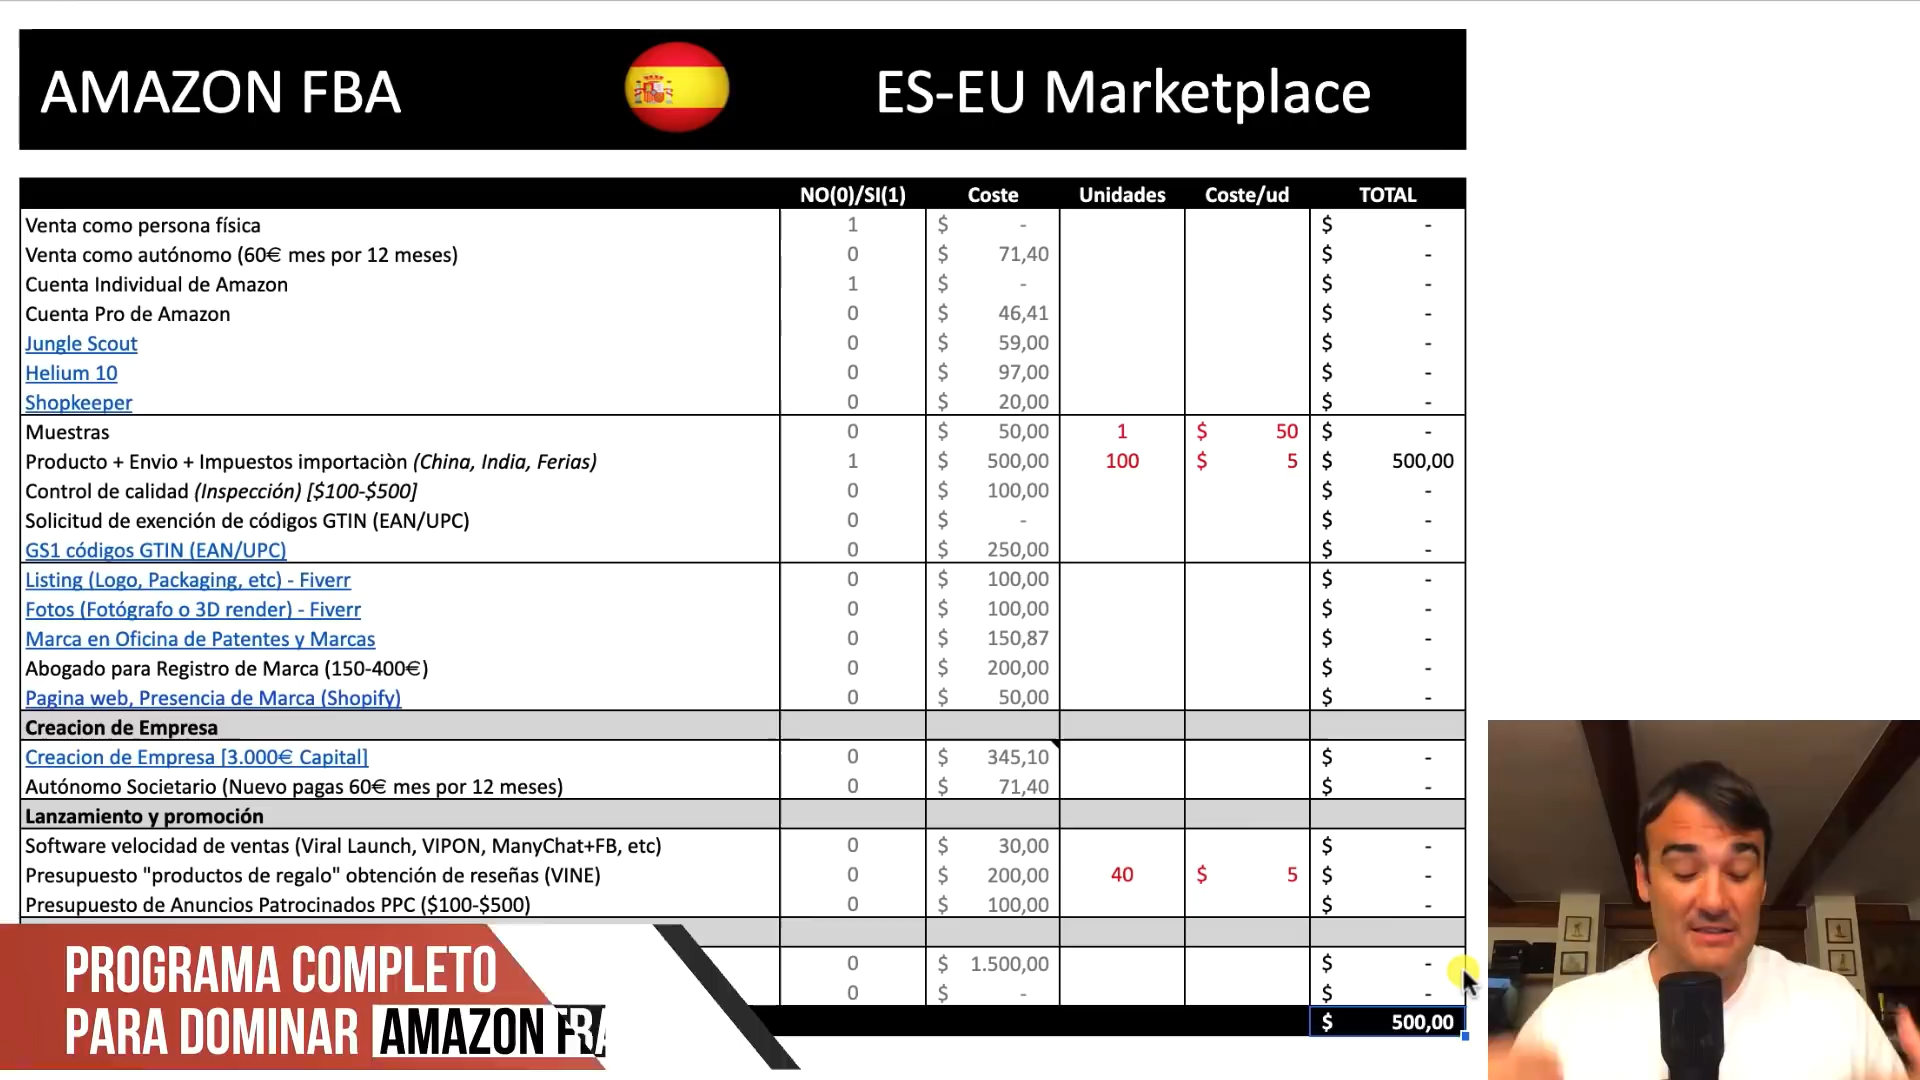 AMAZON FBA ES-EU Marketplace
NO(0)/SI(1) Coste Unidades Coste/ud TOTAL
Venta como persona física 1 $ - $ -
Venta como autónomo (60€ mes por 12 meses) 0 $ 71,40 $ -
Cuenta Individual de Amazon 1 $ - $ -
Cuenta Pro de Amazon 0 $ 46,41 $ -
Jungle Scout 0 $ 59,00 $ -
Helium 10 0 $ 97,00 $ -
Shopkeeper 0 $ 20,00 $ -
Muestras 0 $ 50,00 1 $ 50 $ -
Producto + Envio + Impuestos importaciòn (China, India, Ferias) 1 $ 500,00 100 $ 5 $ 500,00
Control de calidad (Inspección) [$100-$500] 0 $ 100,00 $ -
Solicitud de exención de códigos GTIN (EAN/UPC) 0 $ - $ -
GS1 códigos GTIN (EAN/UPC) 0 $ 250,00 $ -
Listing (Logo, Packaging, etc) - Fiverr 0 $ 100,00 $ -
Fotos (Fotógrafo o 3D render) - Fiverr 0 $ 100,00 $ -
Marca en Oficina de Patentes y Marcas 0 $ 150,87 $ -
Abogado para Registro de Marca (150-400€) 0 $ 200,00 $ -
Pagina web, Presencia de Marca (Shopify) 0 $ 50,00 $ -
Creacion de Empresa
Creacion de Empresa [3.000€ Capital] 0 $ 345,10 $ -
Autónomo Societario (Nuevo pagas 60€ mes por 12 meses) 0 $ 71,40 $ -
Lanzamiento y promoción
Software velocidad de ventas (Viral Launch, VIPON, ManyChat+FB, etc) 0 $ 30,00 $ -
Presupuesto "productos de regalo" obtención de reseñas (VINE) 0 $ 200,00 40 $ 5 $ -
Presupuesto de Anuncios Patrocinados PPC ($100-$500) 0 $ 100,00 $ -
0 $ 1.500,00 $ -
0 $ - $ -
$ 500,00
PROGRAMA COMPLETO
PARA DOMINAR AMAZON FBA